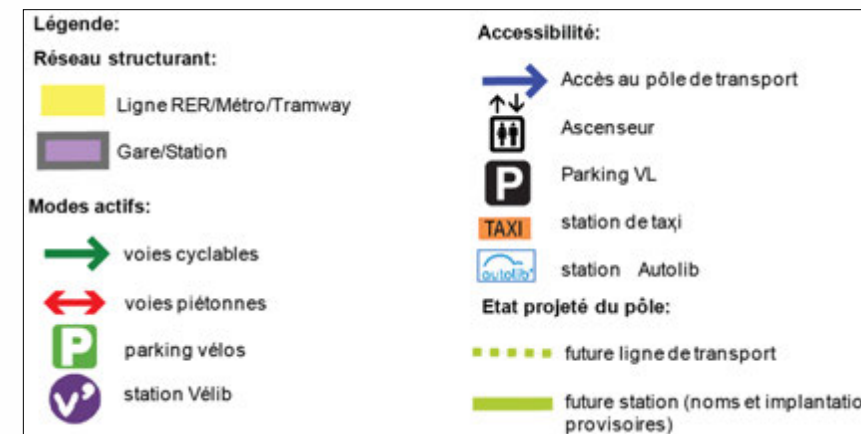 Légende:
Réseau structurant:
Ligne RER/Métro/Tramway
Gare/Station
Modes actifs:
voies cyclables
voies piétonnes
P
parking vélos
v'
station Vélib
Accessibilité:
Accès au pôle de transport
Ascenseur
P
Parking VL
TAXI
station de taxi
autolib'
station Autolib
Etat projeté du pôle:
future ligne de transport
future station (noms et implantatio
provisoires)